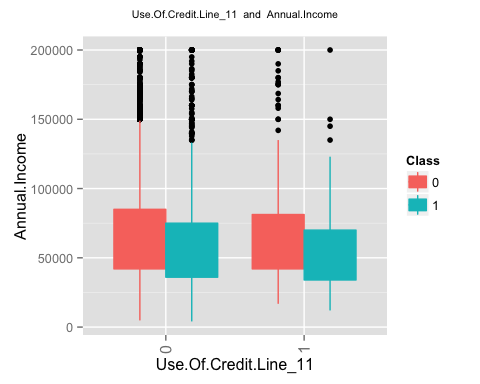 Use.Of.Credit.Line_11 and Annual.Income
200000
150000
100000
50000
0
Annual.Income
0
1
Use.Of.Credit.Line_11
Class
0
1